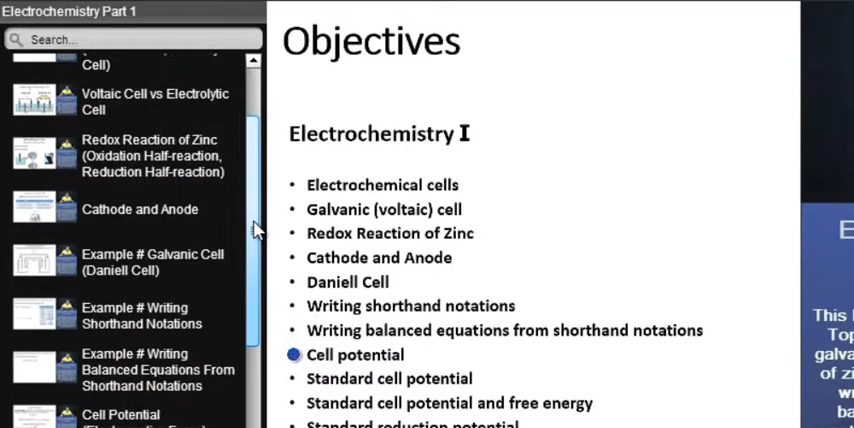 Electrochemistry Part 1
Search...
Cell)
Voltaic Cell vs Electrolytic
Cell
Redox Reaction of Zinc
(Oxidation Half-reaction,
Reduction Half-reaction)
Cathode and Anode
Example # Galvanic Cell
(Daniell Cell)
Example # Writing
Shorthand Notations
Example # Writing
Balanced Equations From
Shorthand Notations
Cell Potential
Objectives
Electrochemistry I
• Electrochemical cells
• Galvanic (voltaic) cell
• Redox Reaction of Zinc
• Cathode and Anode
• Daniell Cell
• Writing shorthand notations
• Writing balanced equations from shorthand notations
Cell potential
• Standard cell potential
• Standard cell potential and free energy
• Standard reduction potential
E
This
Top
galva
of zi
w
ba